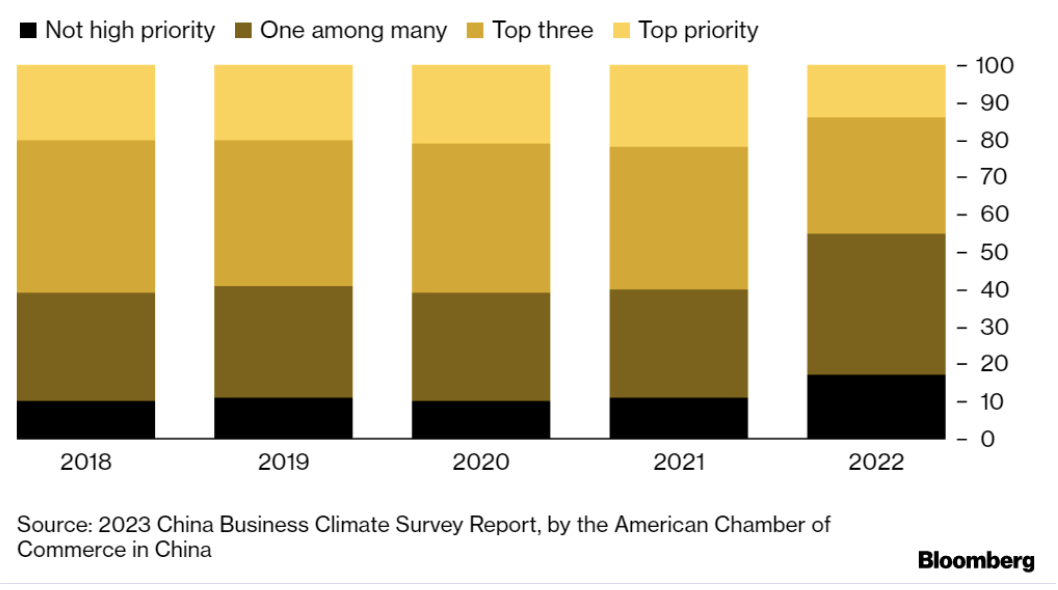 Not high priority One among many Top three Top priority
100
90
80
70
60
50
40
30
20
10
0
2018 2019 2020 2021 2022
Source: 2023 China Business Climate Survey Report, by the American Chamber of
Commerce in China
Bloomberg